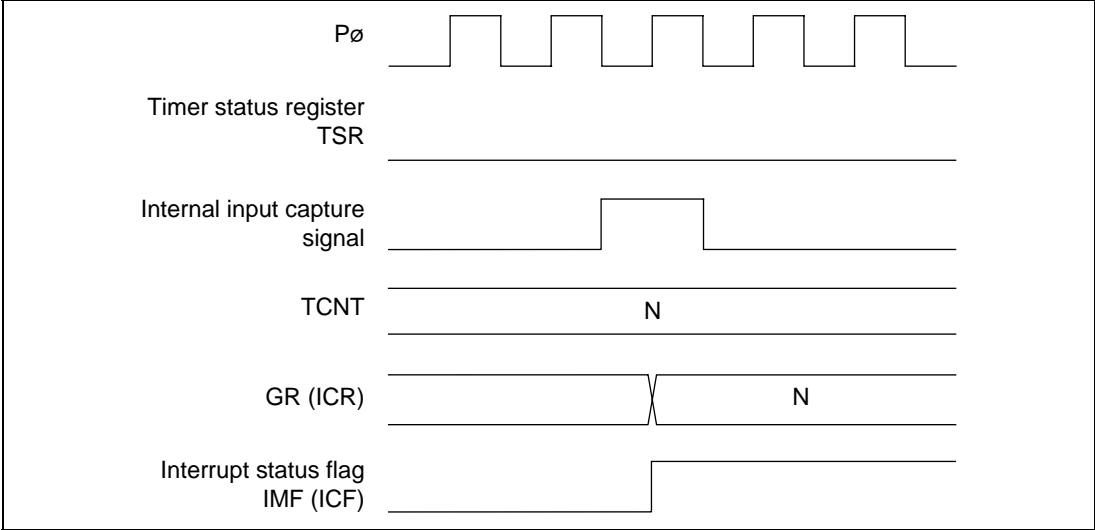 Pø
Timer status register
TSR
Internal input capture
signal
TCNT
N
GR (ICR)
N
Interrupt status flag
IMF (ICF)